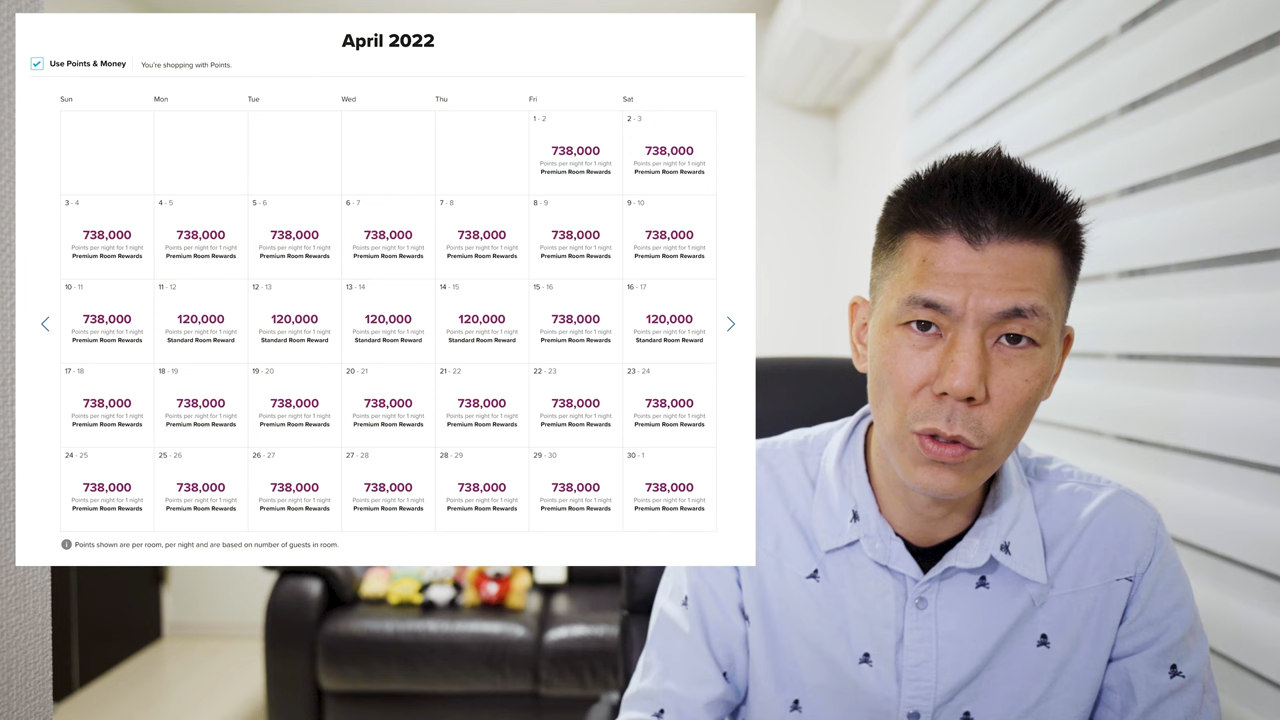 April 2022
Use Points & Money You're shopping with Points.
Sun Mon Tue Wed Thu Fri Sat
1 - 2 2 - 3
738,000 738,000
Points per night for 1 night Points per night for 1 night
Premium Room Rewards Premium Room Rewards
3 - 4 4 - 5 5 - 6 6 - 7 7 - 8 8 - 9 9 - 10
738,000 738,000 738,000 738,000 738,000 738,000 738,000
Points per night for 1 night Points per night for 1 night Points per night for 1 night Points per night for 1 night Points per night for 1 night Points per night for 1 night Points per night for 1 night
Premium Room Rewards Premium Room Rewards Premium Room Rewards Premium Room Rewards Premium Room Rewards Premium Room Rewards Premium Room Rewards
10 - 11 11 - 12 12 - 13 13 - 14 14 - 15 15 - 16 16 - 17
738,000 120,000 120,000 120,000 120,000 738,000 120,000
Points per night for 1 night Points per night for 1 night Points per night for 1 night Points per night for 1 night Points per night for 1 night Points per night for 1 night Points per night for 1 night
Premium Room Rewards Standard Room Reward Standard Room Reward Standard Room Reward Standard Room Reward Premium Room Rewards Standard Room Reward
17 - 18 18 - 19 19 - 20 20 - 21 21 - 22 22 - 23 23 - 24
738,000 738,000 738,000 738,000 738,000 738,000 738,000
Points per night for 1 night Points per night for 1 night Points per night for 1 night Points per night for 1 night Points per night for 1 night Points per night for 1 night Points per night for 1 night
Premium Room Rewards Premium Room Rewards Premium Room Rewards Premium Room Rewards Premium Room Rewards Premium Room Rewards Premium Room Rewards
24 - 25 25 - 26 26 - 27 27 - 28 28 - 29 29 - 30 30 - 1
738,000 738,000 738,000 738,000 738,000 738,000 738,000
Points per night for 1 night Points per night for 1 night Points per night for 1 night Points per night for 1 night Points per night for 1 night Points per night for 1 night Points per night for 1 night
Premium Room Rewards Premium Room Rewards Premium Room Rewards Premium Room Rewards Premium Room Rewards Premium Room Rewards Premium Room Rewards
i Points shown are per room, per night and are based on number of guests in room.